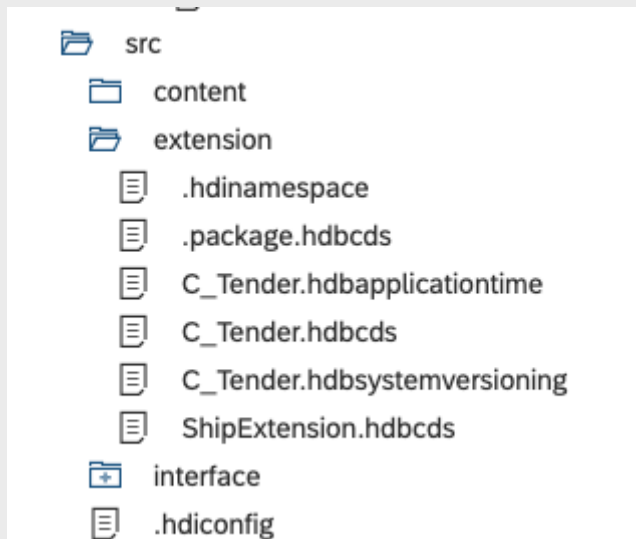 src
content
extension
.hdinamespace
.package.hdbcds
C_Tender.hdbapplicationtime
C_Tender.hdbcds
C_Tender.hdbsystemversioning
ShipExtension.hdbcds
interface
.hdiconfig